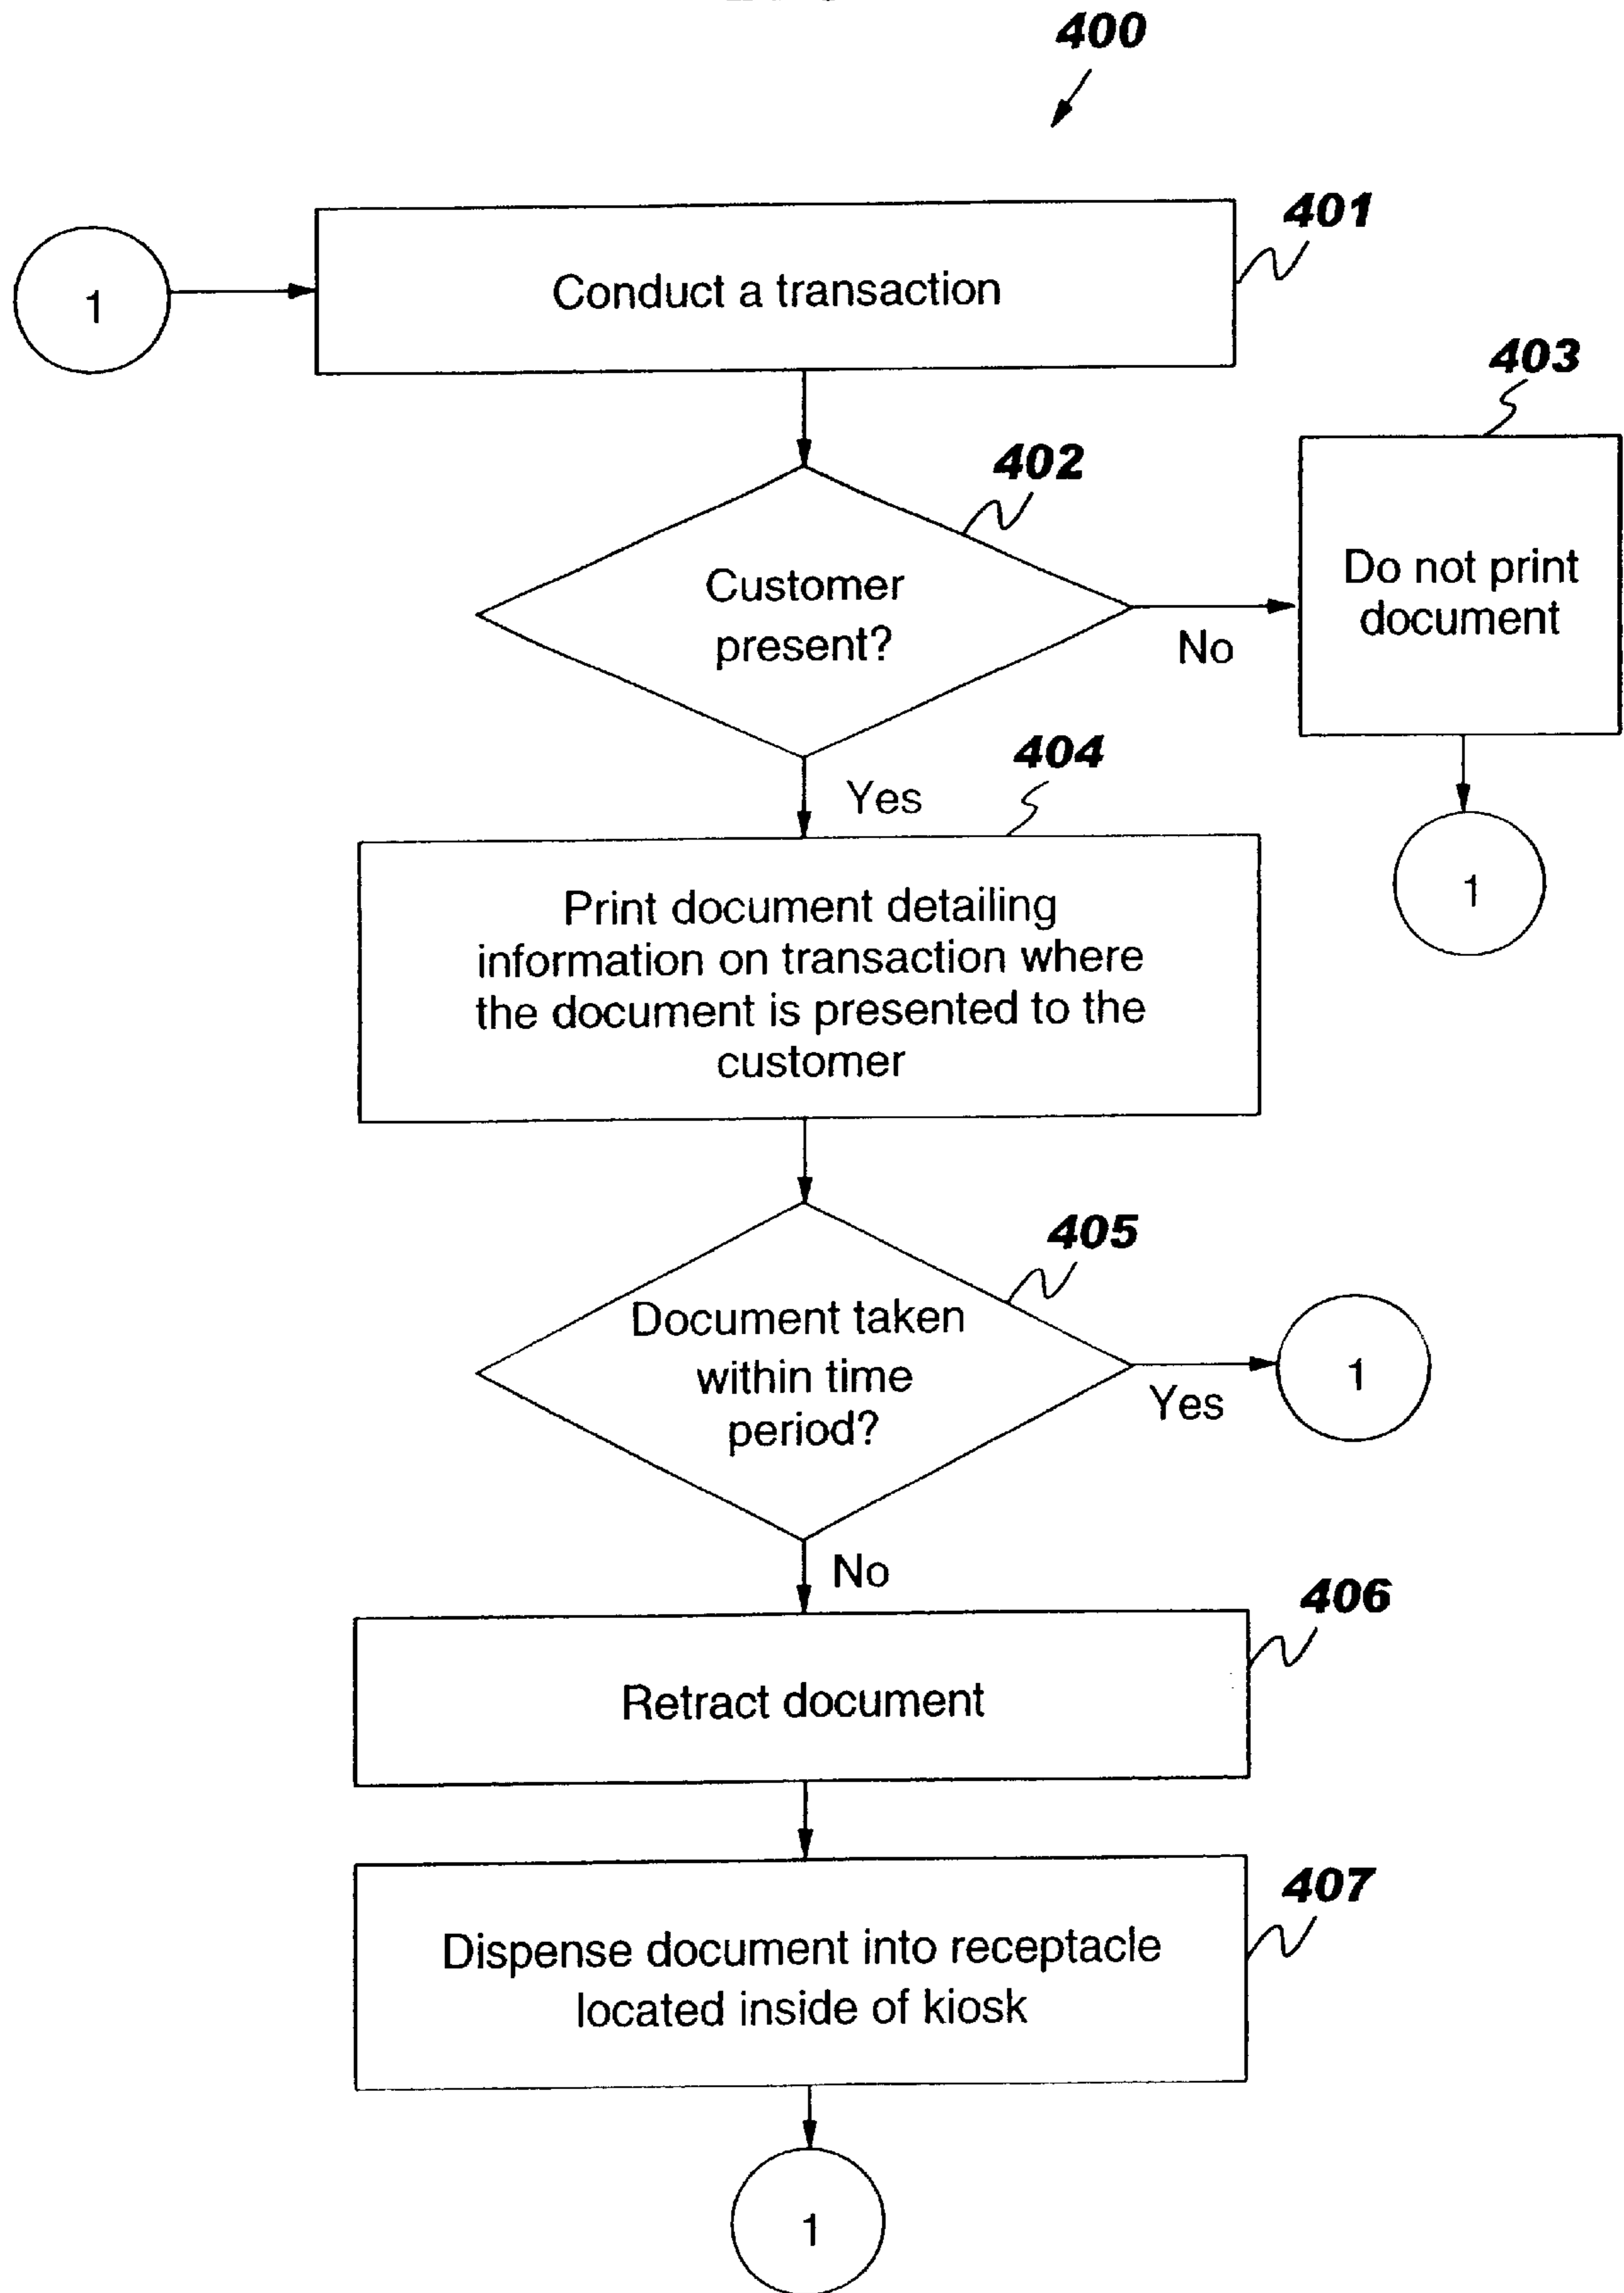 400
401
1
Conduct a transaction
403
402
Customer
present?
No
Do not print
document
404
Yes
1
Print document detailing
information on transaction where
the document is presented to the
customer
405
Document taken
within time
period?
Yes
1
No
406
Retract document
407
Dispense document into receptacle
located inside of kiosk
1